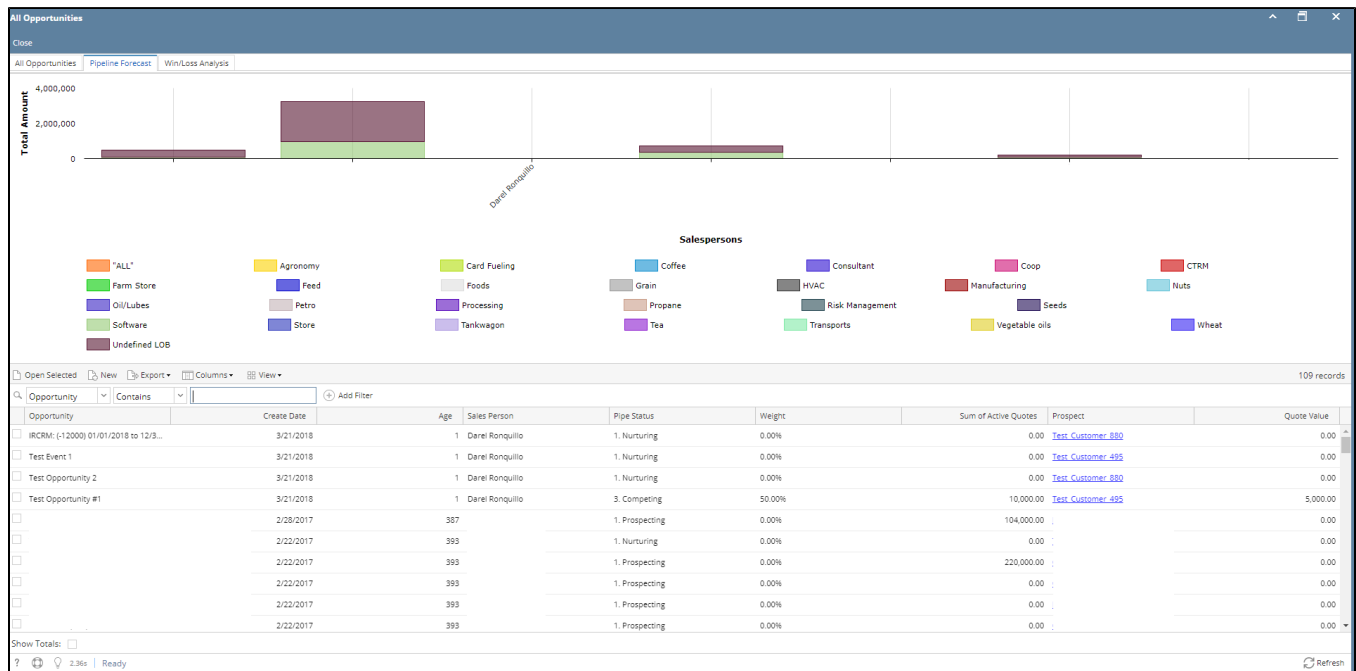 All Opportunities
Close
All Opportunities Pipeline Forecast Win/Loss Analysis
Total Amount
4,000,000
2,000,000
0
Darel Ronquillo
Salespersons
"ALL" Agronomy Card Fueling Coffee Consultant Coop CTRM
Farm Store Feed Foods Grain HVAC Manufacturing Nuts
Oil/Lubes Petro Processing Propane Risk Management Seeds
Software Store Tankwagon Tea Transports Vegetable oils Wheat
Undefined LOB
Open Selected New Export Columns View 109 records
Opportunity Contains Add Filter
Opportunity Create Date Age Sales Person Pipe Status Weight Sum of Active Quotes Prospect Quote Value
IRCRM: (-12000) 01/01/2018 to 12/3... 3/21/2018 1 Darel Ronquillo 1. Nurturing 0.00% 0.00 Test Customer 880 0.00
Test Event 1 3/21/2018 1 Darel Ronquillo 1. Nurturing 0.00% 0.00 Test Customer 495 0.00
Test Opportunity 2 3/21/2018 1 Darel Ronquillo 1. Nurturing 0.00% 0.00 Test Customer 880 0.00
Test Opportunity #1 3/21/2018 1 Darel Ronquillo 3. Competing 50.00% 10,000.00 Test Customer 495 5,000.00
2/28/2017 387 1. Prospecting 0.00% 104,000.00 0.00
2/22/2017 393 1. Nurturing 0.00% 0.00 0.00
2/22/2017 393 1. Prospecting 0.00% 220,000.00 0.00
2/22/2017 393 1. Prospecting 0.00% 0.00 0.00
2/22/2017 393 1. Prospecting 0.00% 0.00 0.00
2/22/2017 393 1. Prospecting 0.00% 0.00 0.00
Show Totals:
? 2.36s Ready Refresh